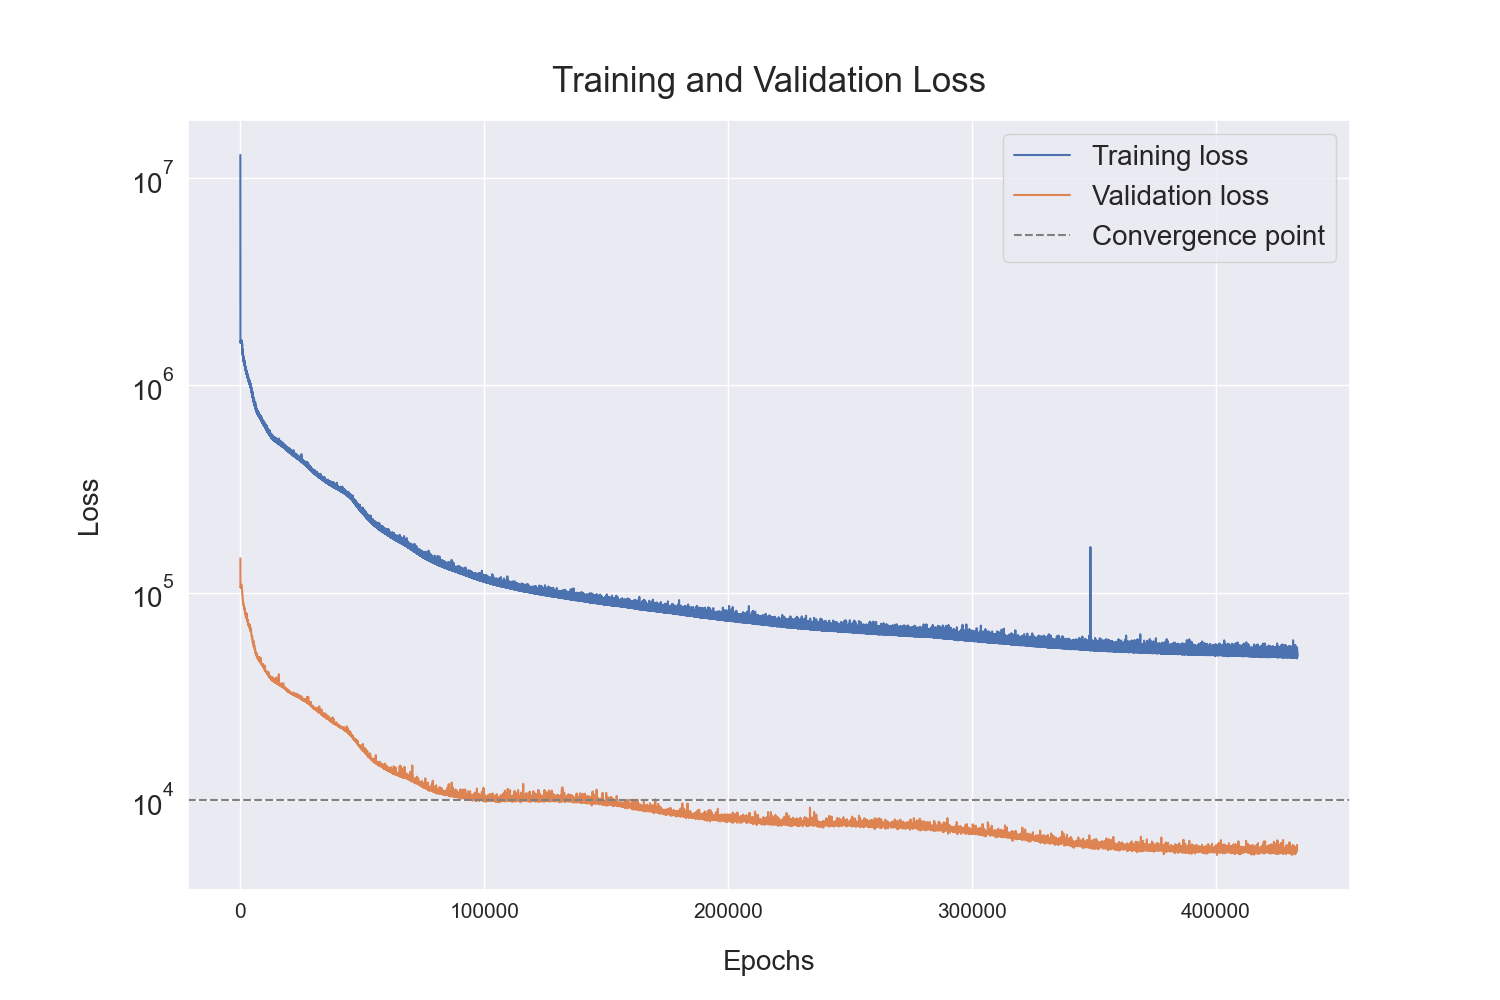 Training and Validation Loss
Training loss
Validation loss
Convergence point
10^7
10^6
10^5
10^4
Loss
0 100000 200000 300000 400000
Epochs